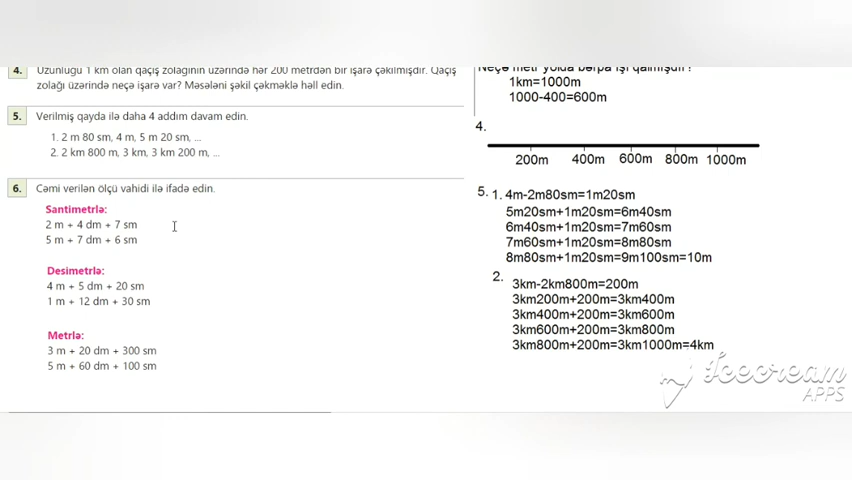 4. Uzunluğu 1 km olan qaçış zolağının üzərində hər 200 metrdən bir işarə çəkilmişdir. Qaçış
zolağı üzərində neçə işarə var? Məsələni şəkil çəkməklə həll edin.
5. Verilmiş qayda ilə daha 4 addım davam edin.
1. 2 m 80 sm, 4 m, 5 m 20 sm, ...
2. 2 km 800 m, 3 km, 3 km 200 m, ...
6. Cəmi verilən ölçü vahidi ilə ifadə edin.
Santimetrlə:
2 m + 4 dm + 7 sm
5 m + 7 dm + 6 sm
Desimetrlə:
4 m + 5 dm + 20 sm
1 m + 12 dm + 30 sm
Metrlə:
3 m + 20 dm + 300 sm
5 m + 60 dm + 100 sm
Neçə metr yolda bərpa işi qalmışdır?
1km=1000m
1000-400=600m
4.
200m 400m 600m 800m 1000m
5. 1. 4m-2m80sm=1m20sm
5m20sm+1m20sm=6m40sm
6m40sm+1m20sm=7m60sm
7m60sm+1m20sm=8m80sm
8m80sm+1m20sm=9m100sm=10m
2. 3km-2km800m=200m
3km200m+200m=3km400m
3km400m+200m=3km600m
3km600m+200m=3km800m
3km800m+200m=3km1000m=4km
Icecream
APPS